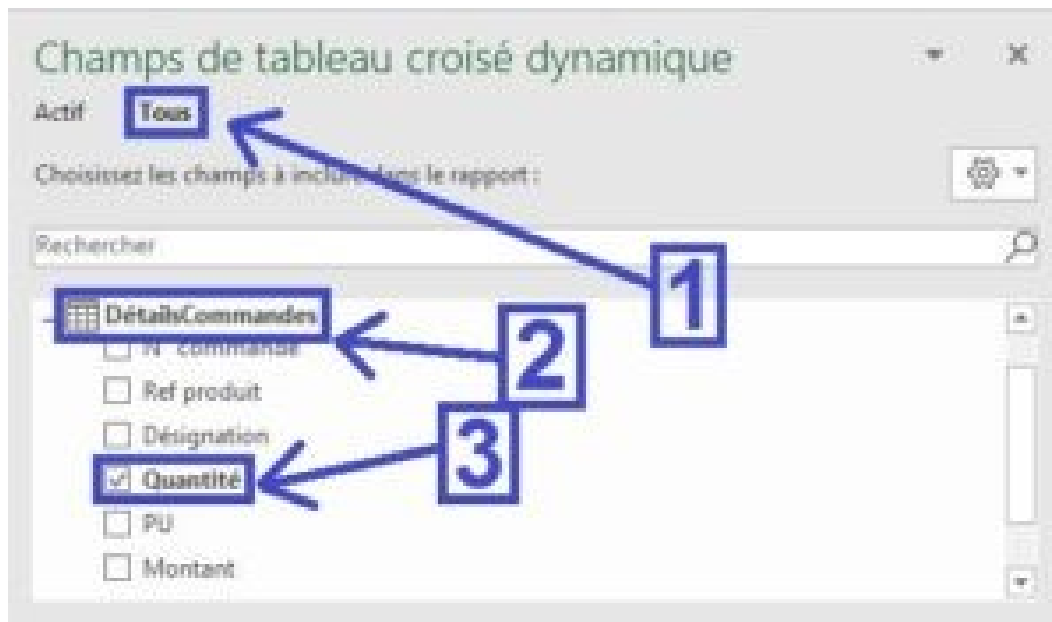 Champs de tableau croisé dynamique
Actif Tous
Choisissez les champs à inclure dans le rapport :
Rechercher
1
DétailsCommandes
2
N° commande
Ref produit
Désignation
3
Quantité
PU
Montant